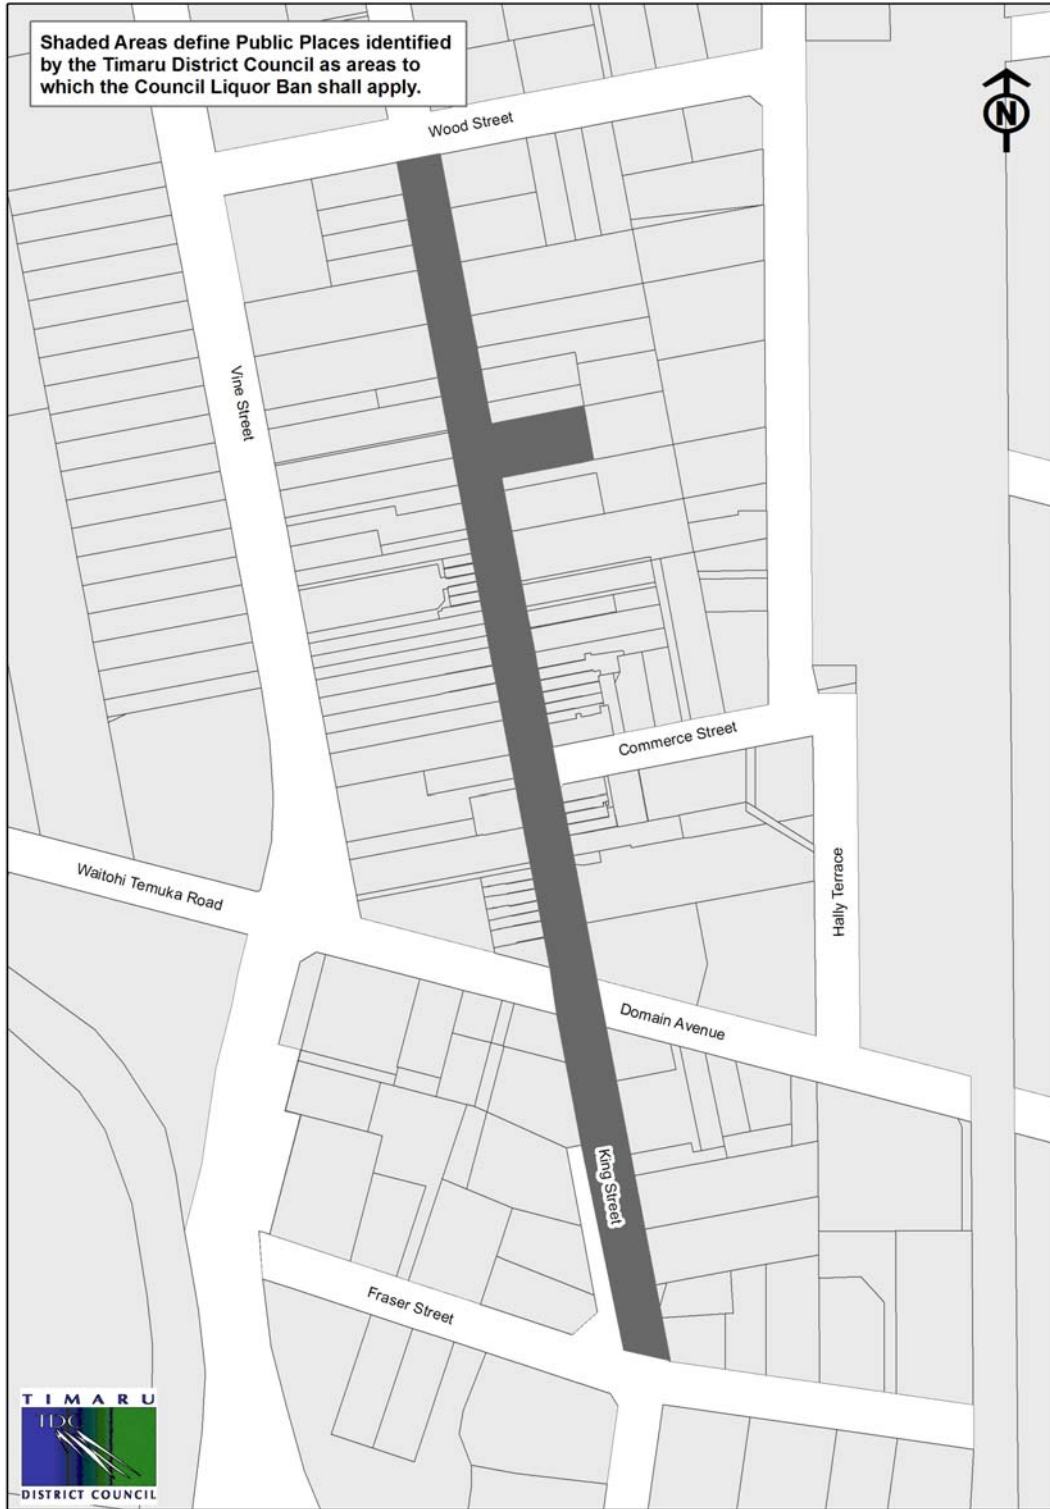 Shaded Areas define Public Places identified
by the Timaru District Council as areas to
which the Council Liquor Ban shall apply.
N
Wood Street
Vine Street
Commerce Street
Waitohi Temuka Road
Hally Terrace
Domain Avenue
King Street
Fraser Street
TIMARU
TDC
DISTRICT COUNCIL